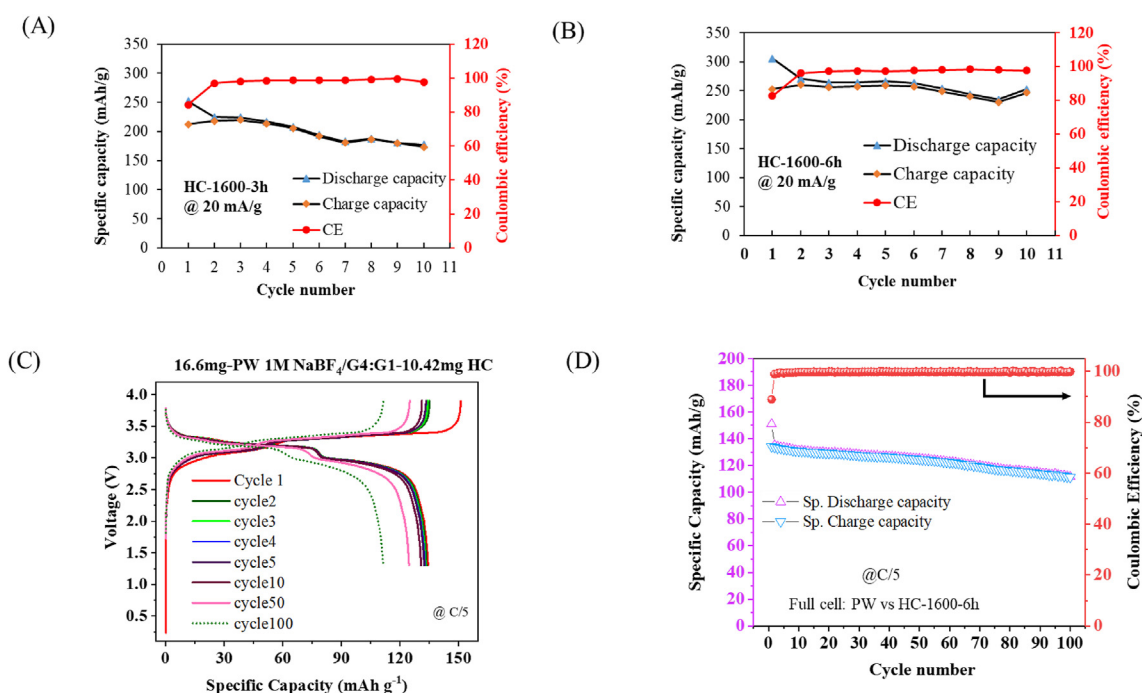 (A)
350
300
250
200
150
100
50
0
Specific capacity (mAh/g)
120
100
80
60
40
20
0
Coulombic efficiency (%)
HC-1600-3h
@ 20 mA/g
Discharge capacity
Charge capacity
CE
0 1 2 3 4 5 6 7 8 9 10 11
Cycle number
(B)
350
300
250
200
150
100
50
0
Specific capacity (mAh/g)
120
100
80
60
40
20
0
Coulombic efficiency (%)
HC-1600-6h
@ 20 mA/g
Discharge capacity
Charge capacity
CE
0 1 2 3 4 5 6 7 8 9 10 11
Cycle number
(C)
16.6mg-PW 1M NaBF₄/G4:G1-10.42mg HC
4.0
3.5
3.0
2.5
2.0
1.5
1.0
0.5
Voltage (V)
Cycle 1
cycle2
cycle3
cycle4
cycle5
cycle10
cycle50
cycle100
@ C/5
0 30 60 90 120 150
Specific Capacity (mAh g⁻¹)
(D)
200
180
160
140
120
100
80
60
40
20
0
Specific Capacity (mAh/g)
100
80
60
40
20
0
Coulombic Efficiency (%)
Sp. Discharge capacity
Sp. Charge capacity
@C/5
Full cell: PW vs HC-1600-6h
0 10 20 30 40 50 60 70 80 90 100
Cycle number